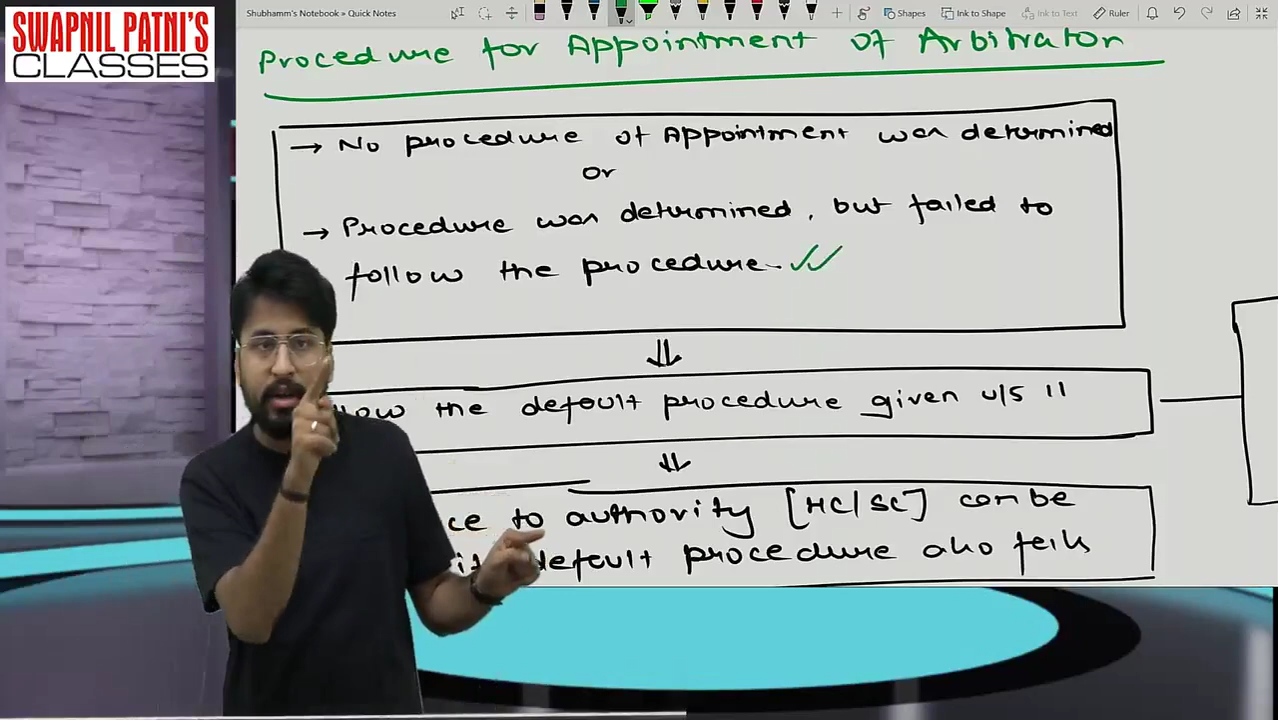 SWAPNIL PATNI'S
CLASSES
Shubhamm's Notebook » Quick Notes
Shapes
Ink to Shape
Ink to Text
Ruler
Procedure for Appointment of Arbitrator
→ No procedure of Appointment was determined
or
→ Procedure was determined, but failed to
follow the procedure.
the default procedure given u/s 11
to authority [HC/SC] can be
default procedure also fails